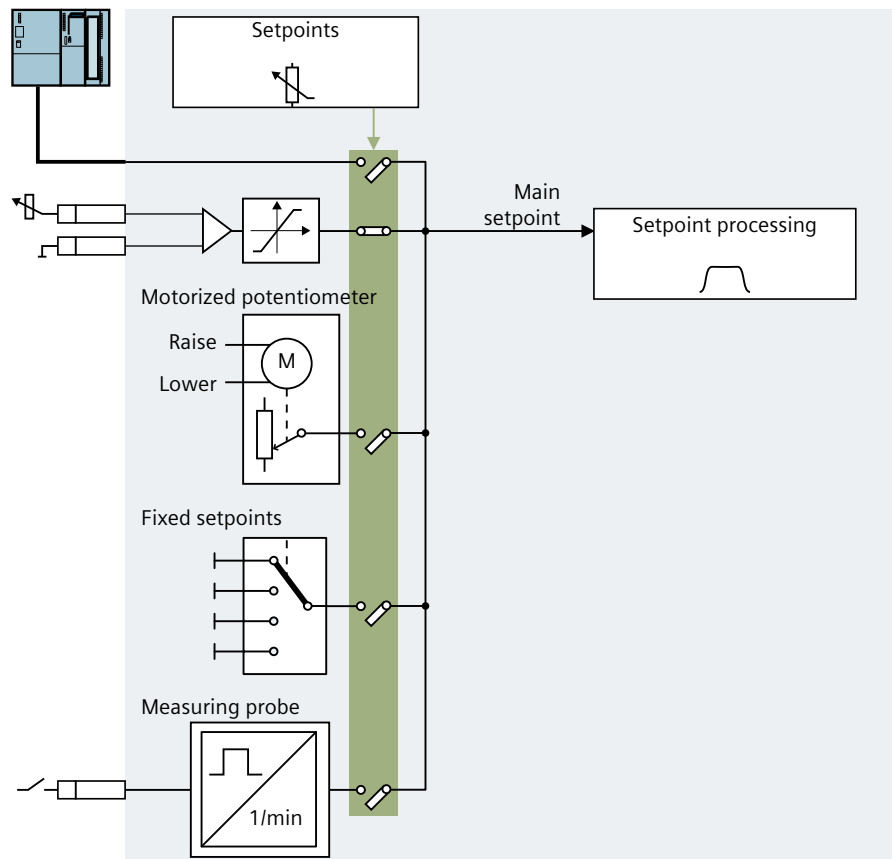 Setpoints
Main
setpoint
Setpoint processing
Motorized potentiometer
Raise
M
Lower
Fixed setpoints
Measuring probe
1/min